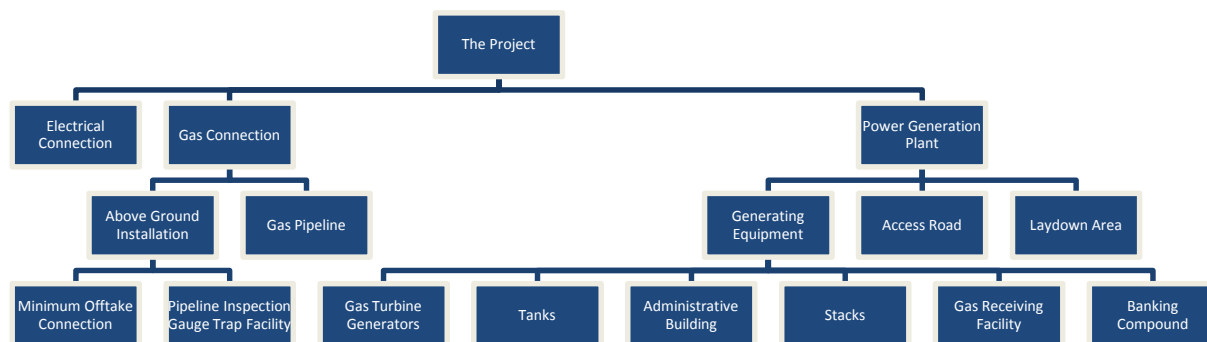 The Project
Electrical
Connection
Gas Connection
Power Generation
Plant
Above Ground
Installation
Gas Pipeline
Generating
Equipment
Access Road
Laydown Area
Minimum Offtake
Connection
Pipeline Inspection
Gauge Trap Facility
Gas Turbine
Generators
Tanks
Administrative
Building
Stacks
Gas Receiving
Facility
Banking
Compound